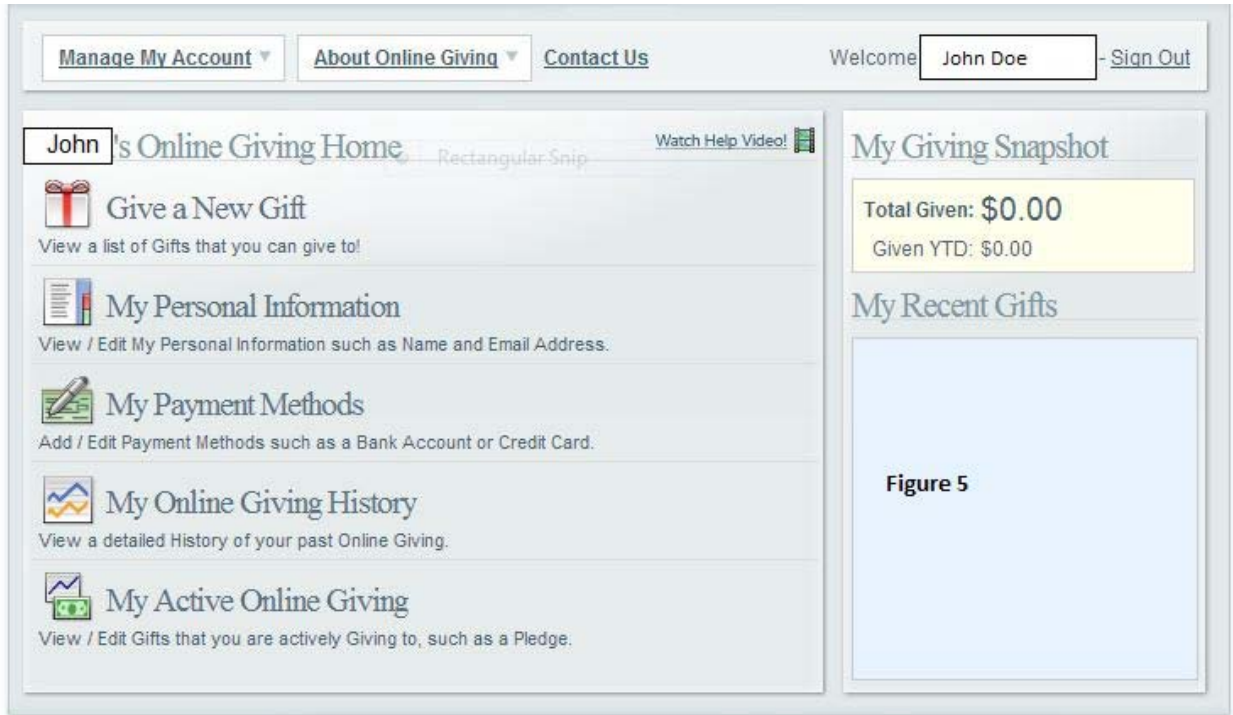 Manage My Account About Online Giving Contact Us Welcome John Doe - Sign Out
John 's Online Giving Home Rectangular Snip Watch Help Video!
Give a New Gift
View a list of Gifts that you can give to!
My Personal Information
View / Edit My Personal Information such as Name and Email Address.
My Payment Methods
Add / Edit Payment Methods such as a Bank Account or Credit Card.
My Online Giving History
View a detailed History of your past Online Giving.
My Active Online Giving
View / Edit Gifts that you are actively Giving to, such as a Pledge.
My Giving Snapshot
Total Given: $0.00
Given YTD: $0.00
My Recent Gifts
Figure 5